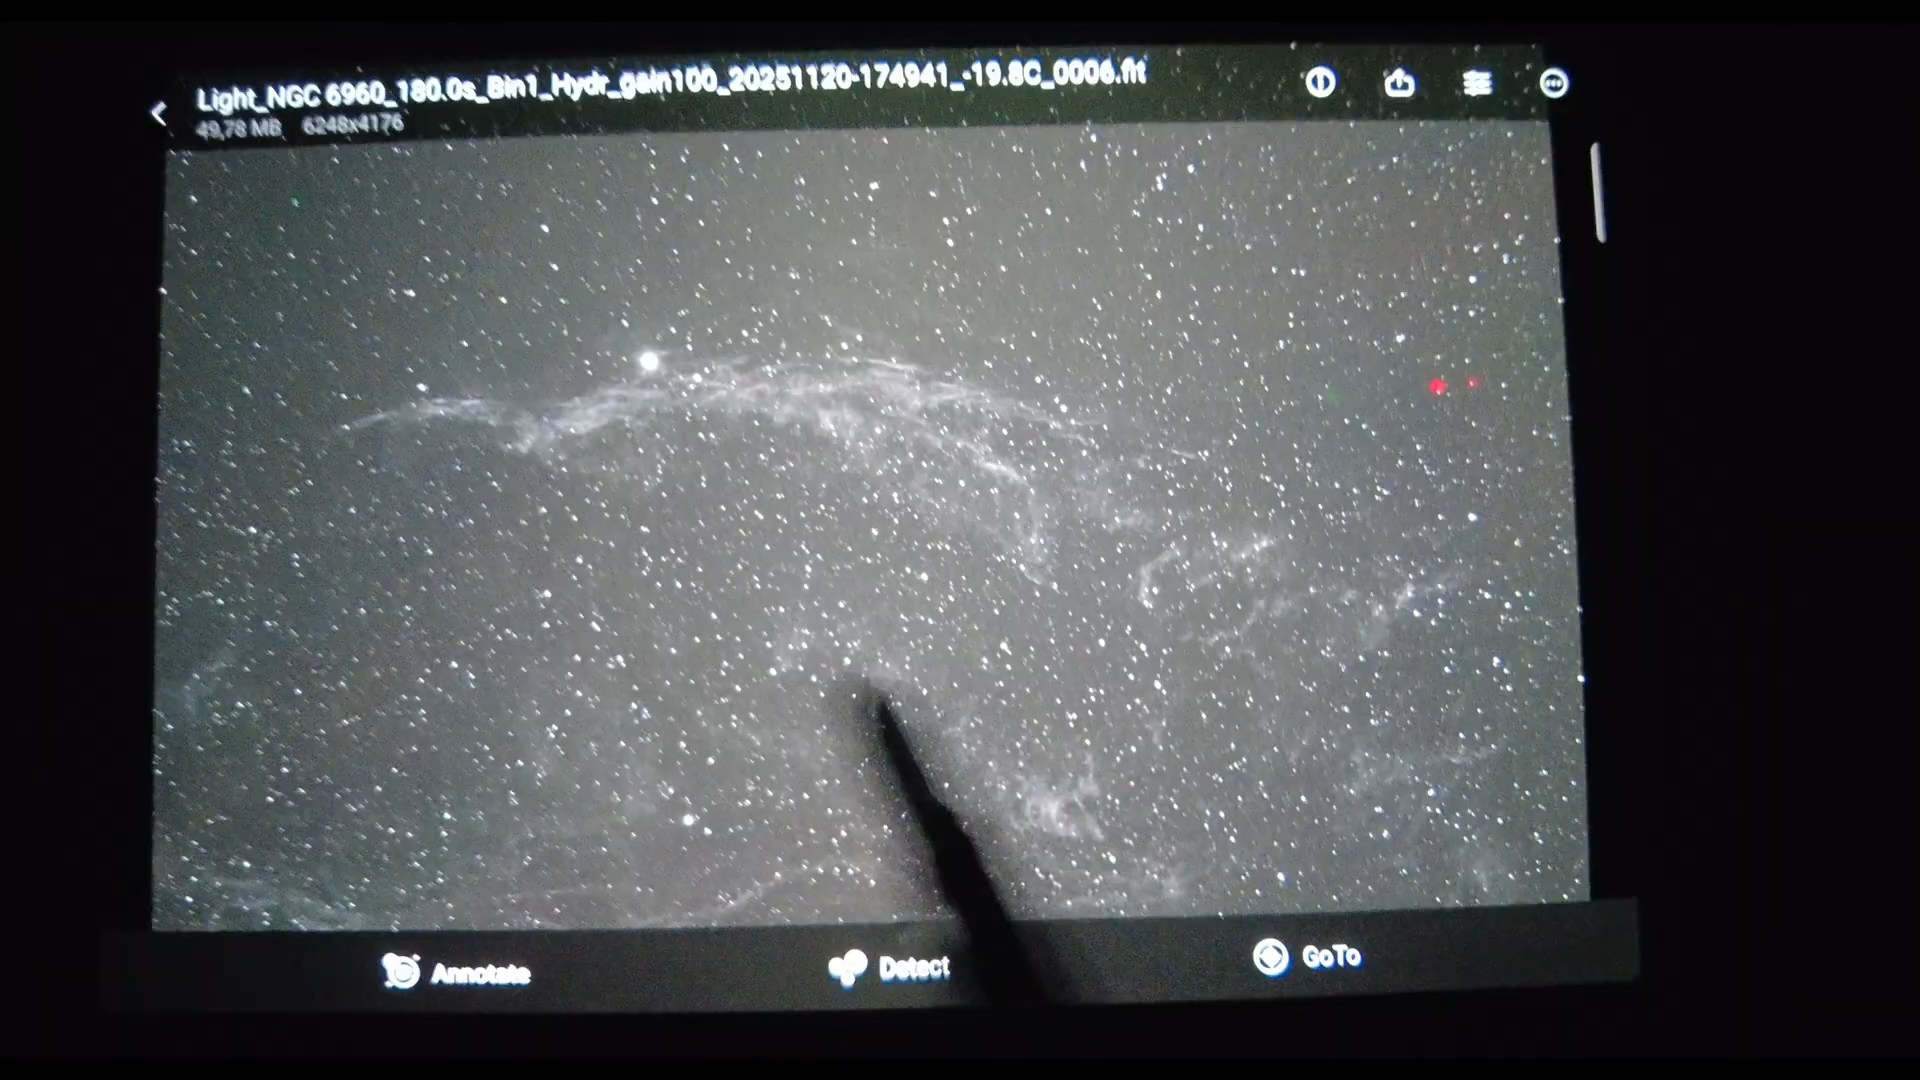 Light_NGC 6960_180.0s_Bin1_Hydr_gain100_20251120-174941_-19.8C_0006.fit
49,78 MB 6248x4176
Annotate
Detect
GoTo